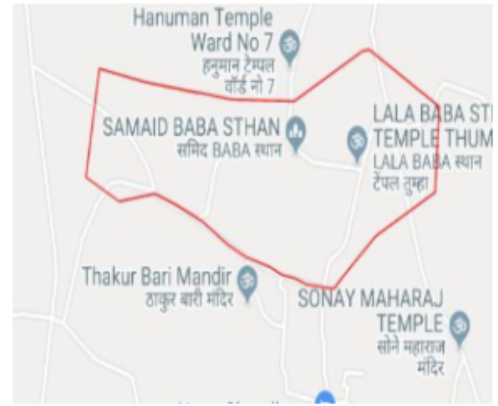 Hanuman Temple
Ward No 7
हनुमान टेम्पल
वॉर्ड नो 7
SAMAID BABA STHAN
समिद BABA स्थान
LALA BABA STH
TEMPLE THUM
LALA BABA स्थान
टेंपल तुम्हा
Thakur Bari Mandir
ठाकुर बारी मंदिर
SONAY MAHARAJ
TEMPLE
सोने महाराज
मंदिर